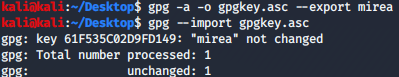 kali@kali:~/Desktop$ gpg -a -o gpgkey.asc --export mirea
kali@kali:~/Desktop$ gpg --import gpgkey.asc
gpg: key 61F535C02D9FD149: "mirea" not changed
gpg: Total number processed: 1
gpg:              unchanged: 1